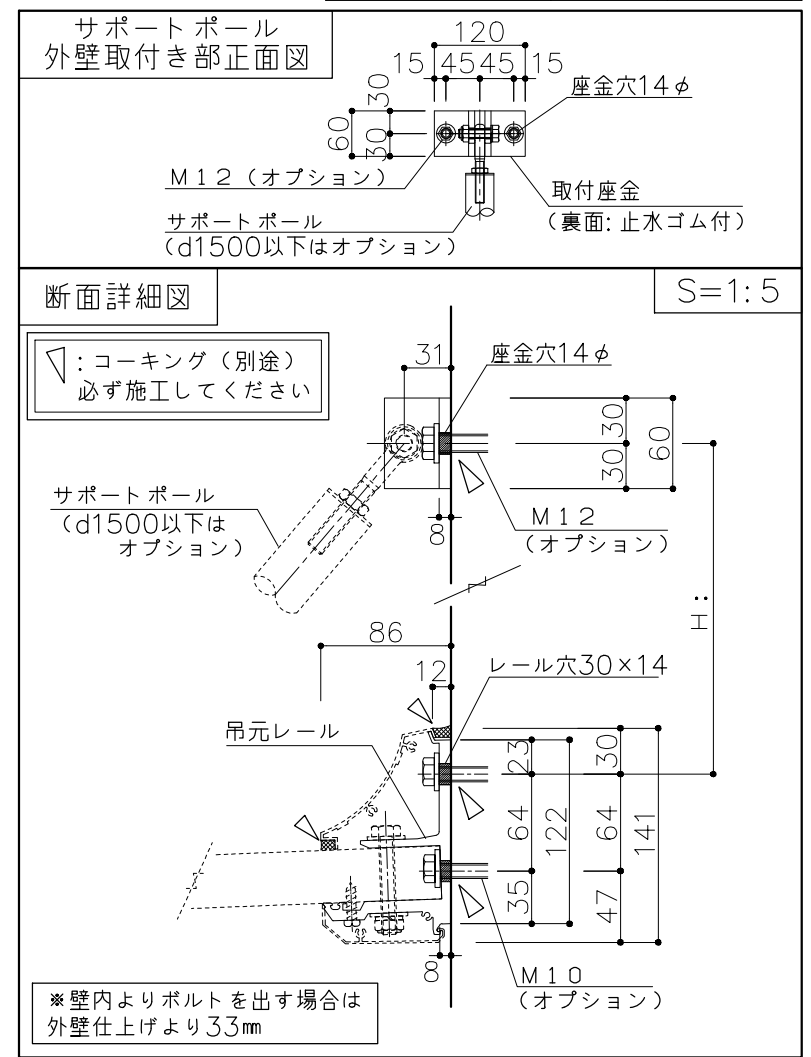 サポートポール
外壁取付き部正面図
120
15 45 45 15
30
60
30
座金穴14φ
M12(オプション)
取付座金
(裏面:止水ゴム付)
サポートポール
(d1500以下はオプション)
断面詳細図
S=1:5
:コーキング(別途)
必ず施工してください
31
座金穴14φ
30
30
60
サポートポール
(d1500以下は
オプション)
8
M12
(オプション)
H:
86
12
レール穴30×14
吊元レール
23
64
35
122
30
64
47
141
8
M10
(オプション)
※壁内よりボルトを出す場合は
外壁仕上げより33㎜